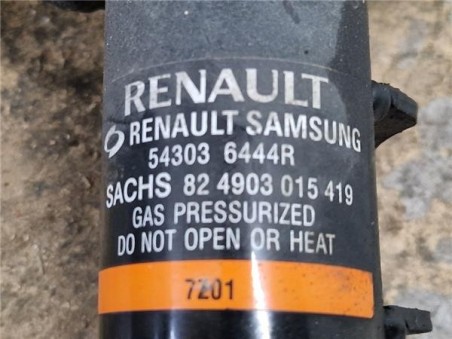 RENAULT
RENAULT SAMSUNG
54303 6444R
SACHS 82 4903 015 419
GAS PRESSURIZED
DO NOT OPEN OR HEAT
7201